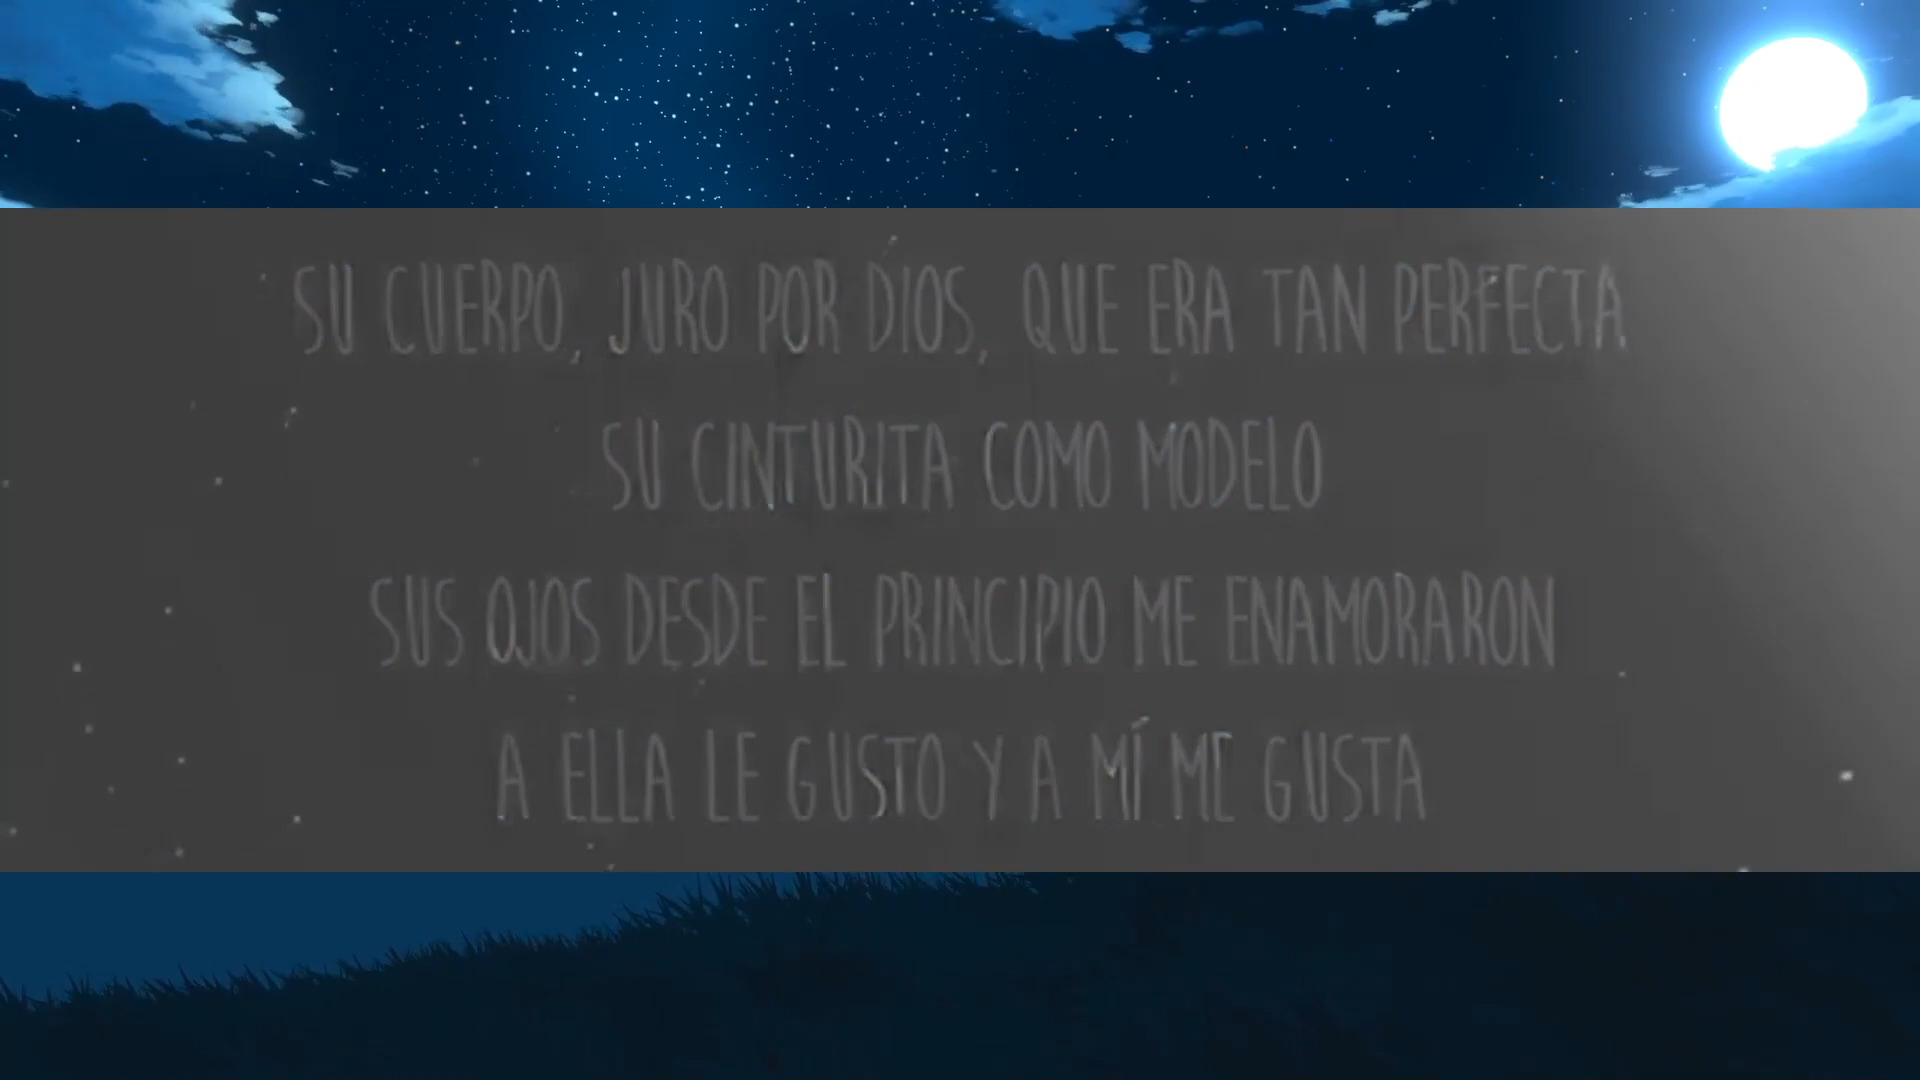 SU CUERPO, JURO POR DIOS, QUE ERA TAN PERFECTA
SU CINTURITA COMO MODELO
SUS OJOS DESDE EL PRINCIPIO ME ENAMORARON
A ELLA LE GUSTO Y A MÍ ME GUSTA